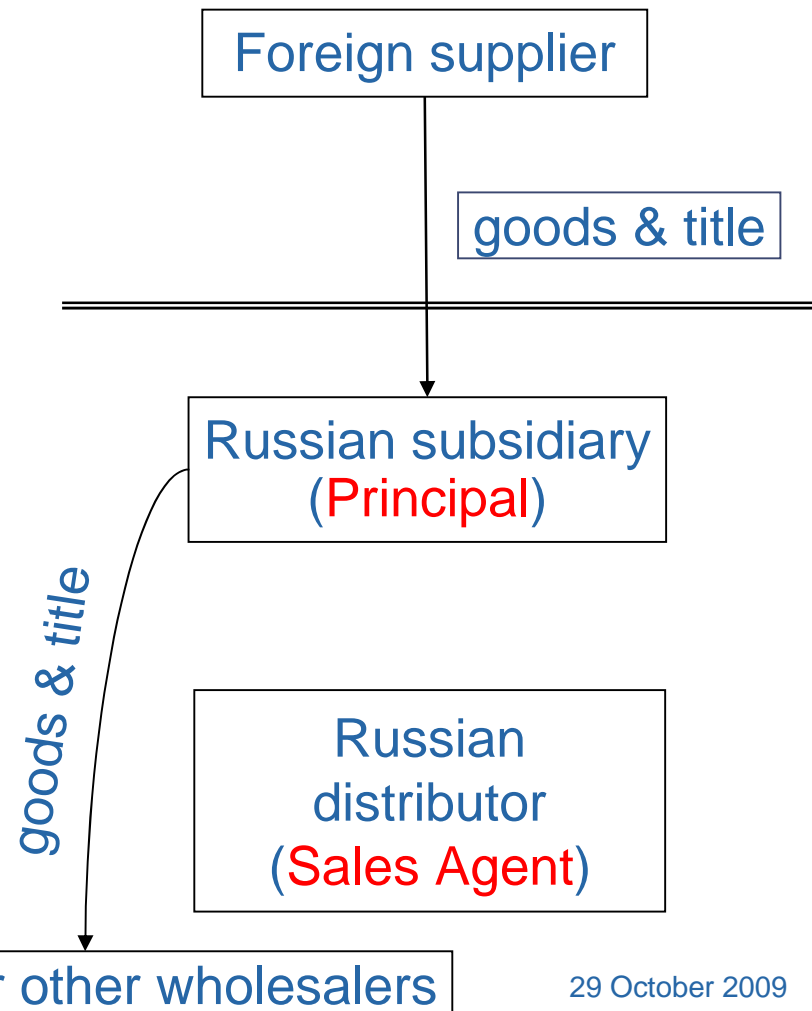 Foreign supplier
goods & title
Russian subsidiary
(Principal)
goods & title
Russian
distributor
(Sales Agent)
other wholesalers
29 October 2009